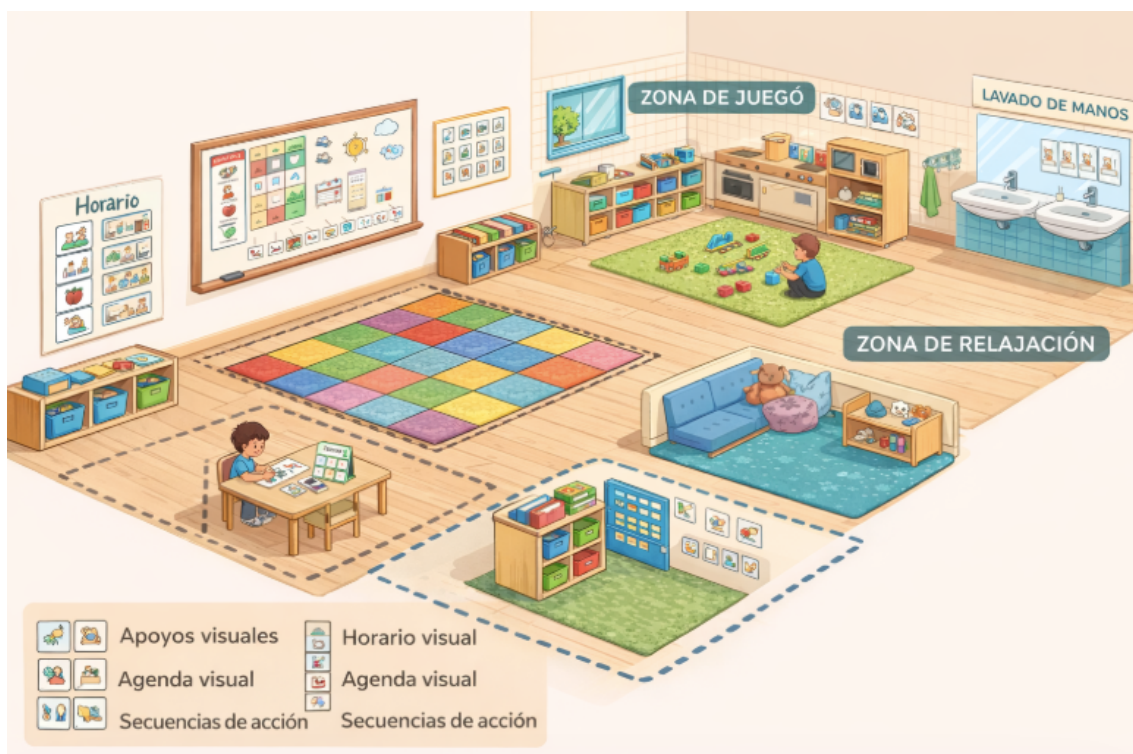 ZONA DE JUEGÓ
LAVADO DE MANOS
Horario
ZONA DE RELAJACIÓN
Apoyos visuales
Agenda visual
Secuencias de acción
Horario visual
Agenda visual
Secuencias de acción